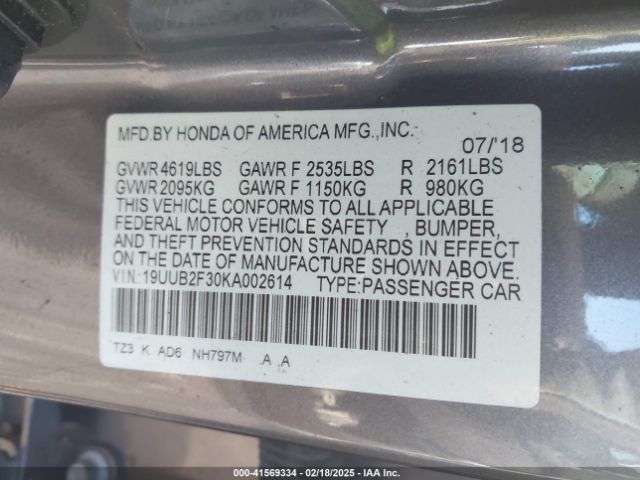 MFD.BY HONDA OF AMERICA MFG.,INC.
07/'18
GVWR 4619LBS GAWR F 2535LBS R 2161LBS
GVWR 2095KG GAWR F 1150KG R 980KG
THIS VEHICLE CONFORMS TO ALL APPLICABLE
FEDERAL MOTOR VEHICLE SAFETY , BUMPER,
AND THEFT PREVENTION STANDARDS IN EFFECT
ON THE DATE OF MANUFACTURE SHOWN ABOVE.
VIN:19UUB2F30KA002614 TYPE:PASSENGER CAR
TZ3 K AD6 NH797M .A .A
000-41569334 / 02/18/2025 - IAA Inc.